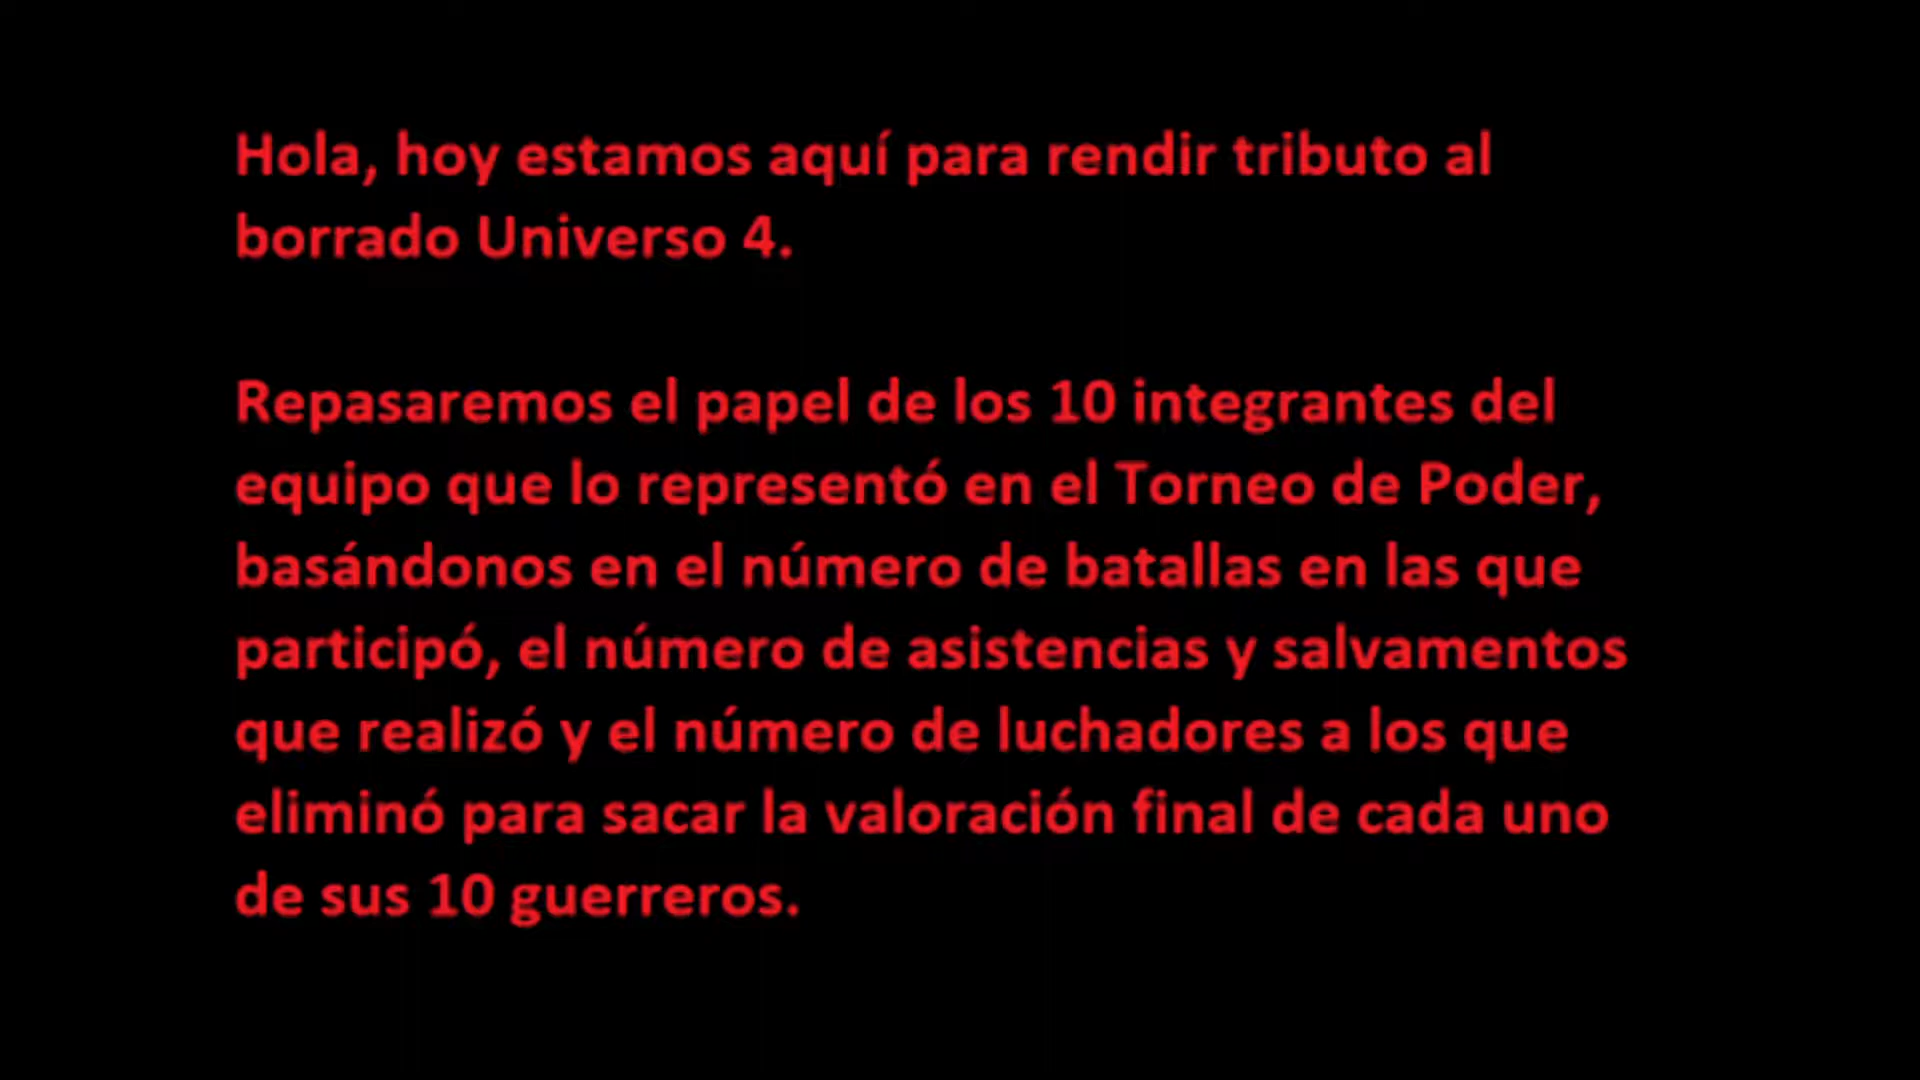 Hola, hoy estamos aquí para rendir tributo al
borrado Universo 4.
Repasaremos el papel de los 10 integrantes del
equipo que lo representó en el Torneo de Poder,
basándonos en el número de batallas en las que
participó, el número de asistencias y salvamentos
que realizó y el número de luchadores a los que
eliminó para sacar la valoración final de cada uno
de sus 10 guerreros.